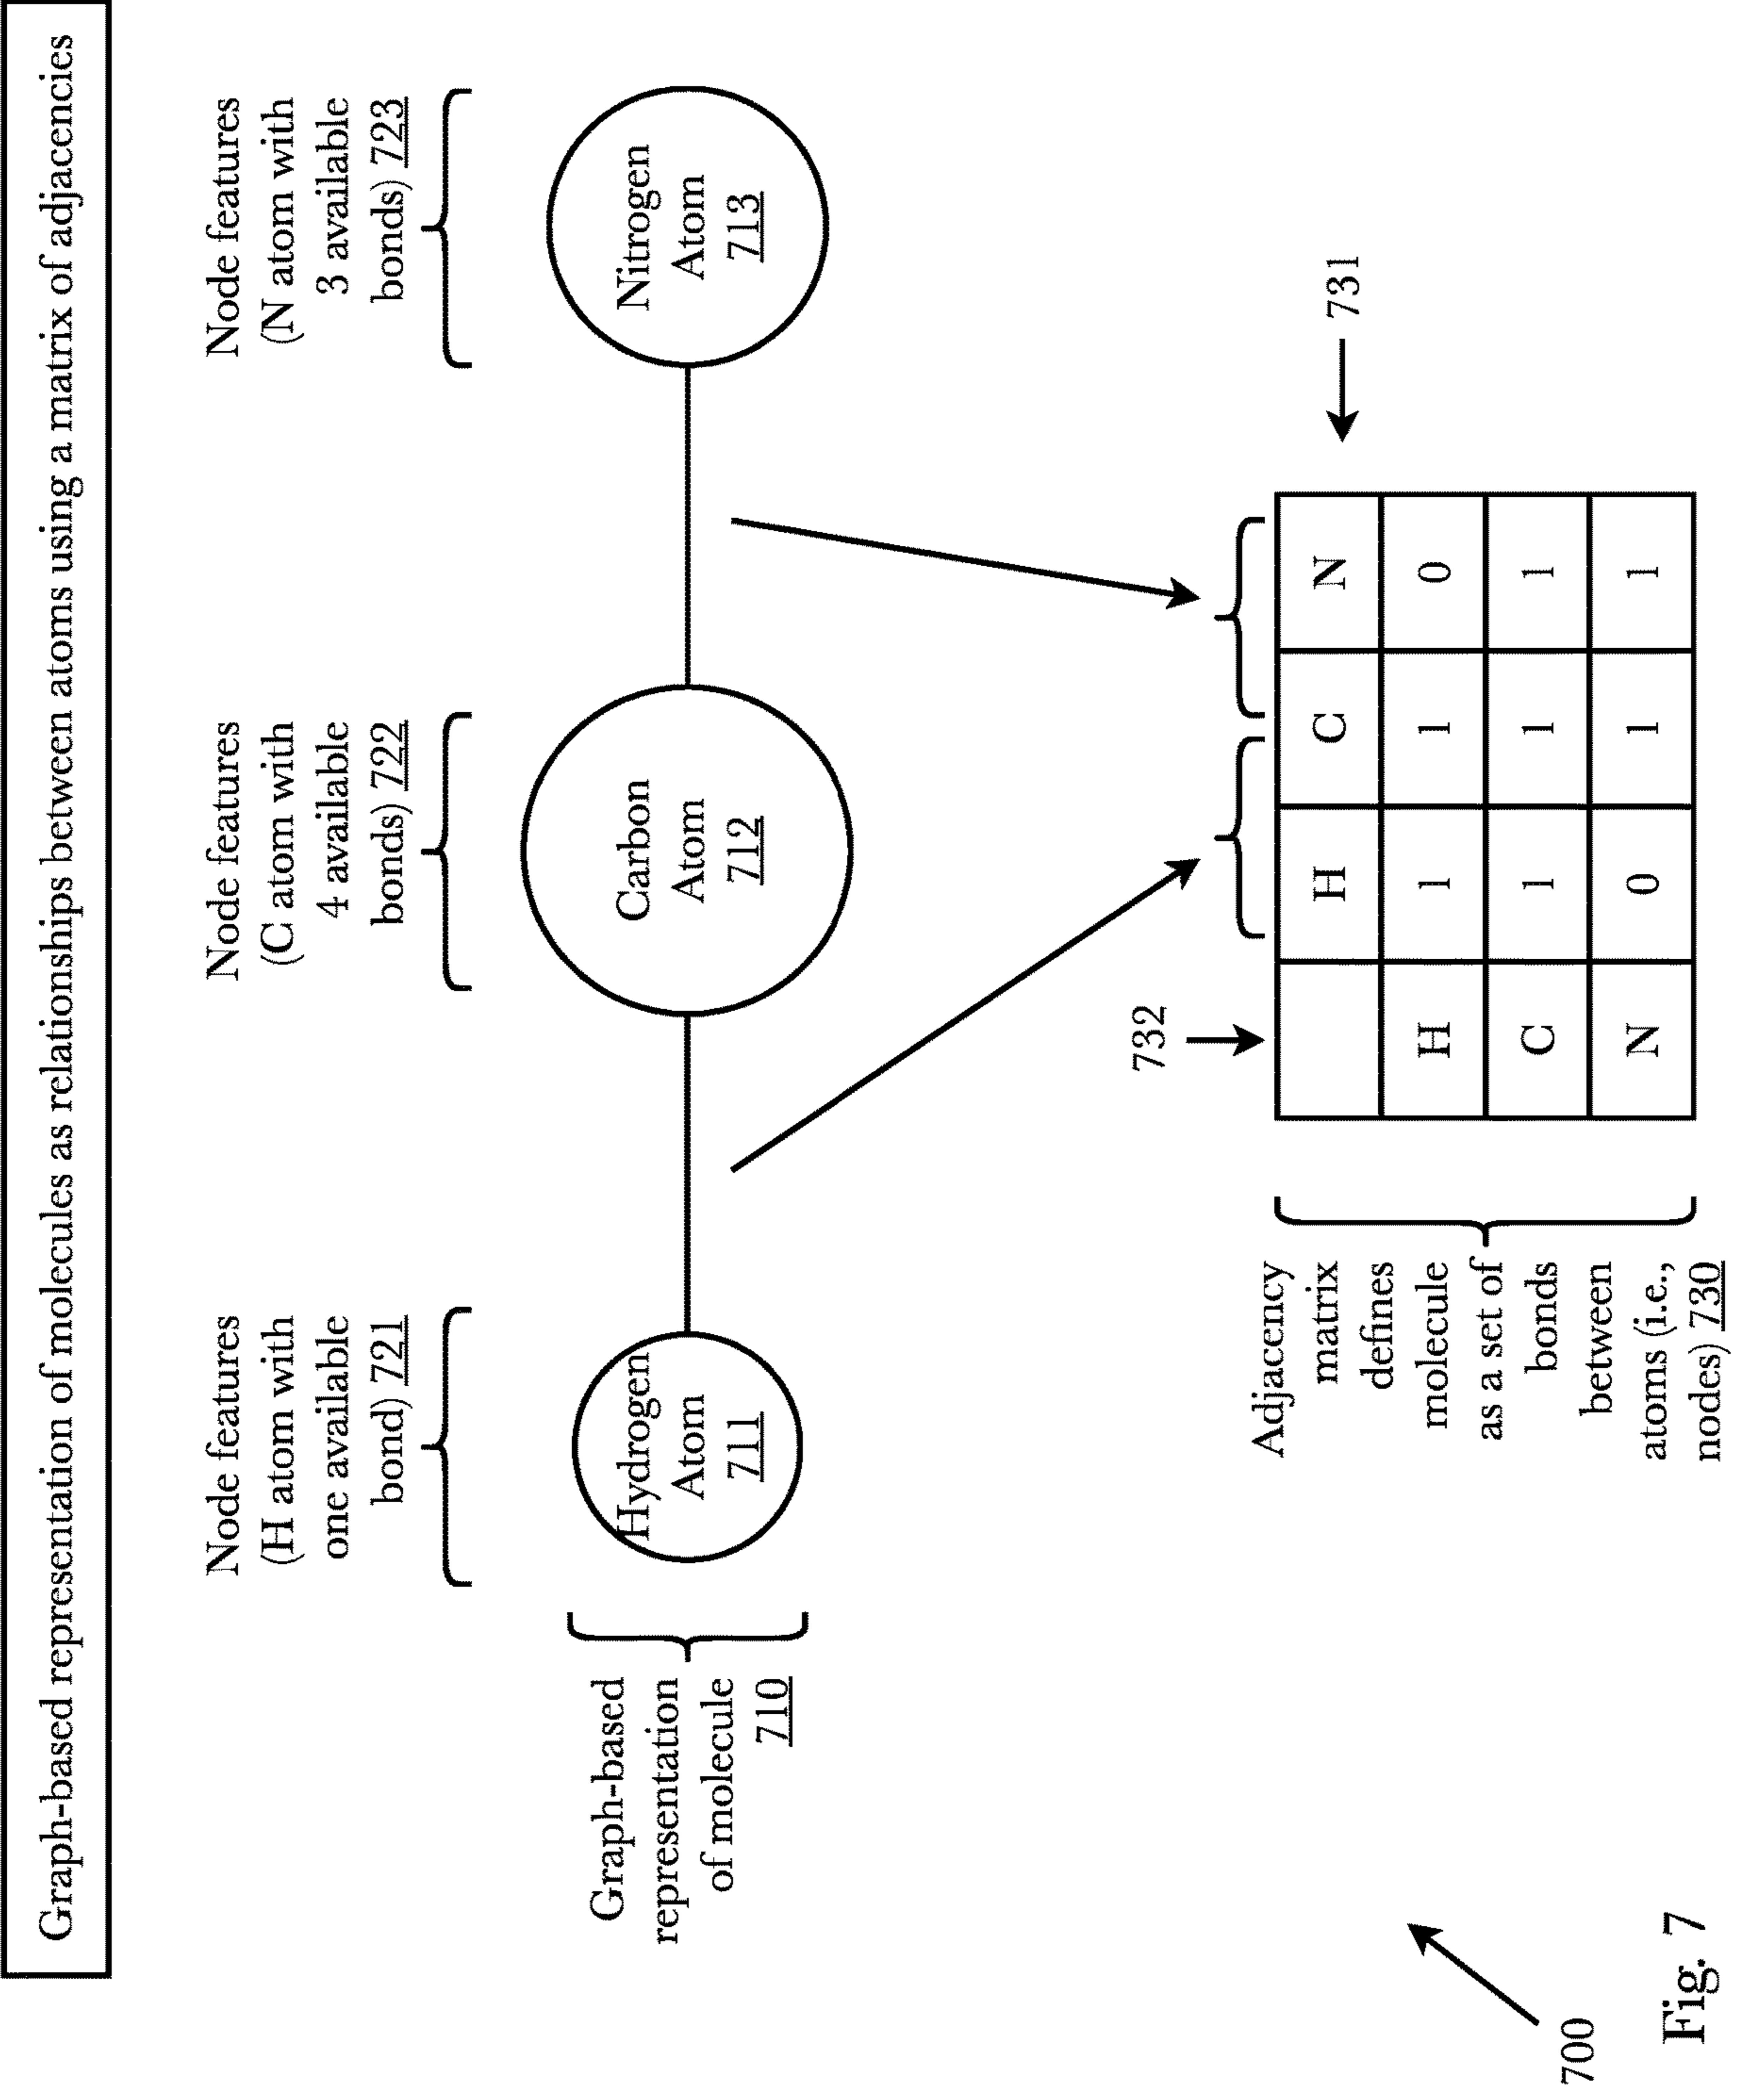 Graph-based representation of molecules as relationships between atoms using a matrix of adjacencies
Node features
(H atom with
one available
bond) 721
Node features
(C atom with
4 available
bonds) 722
Node features
(N atom with
3 available
bonds) 723
Graph-based
representation
of molecule
710
Hydrogen
Atom
711
Carbon
Atom
712
Nitrogen
Atom
713
732
731
Adjacency
matrix
defines
molecule
as a set of
bonds
between
atoms (i.e.,
nodes) 730
H C N
H 1 1 0
C 1 1 1
N 0 1 1
700
Fig. 7